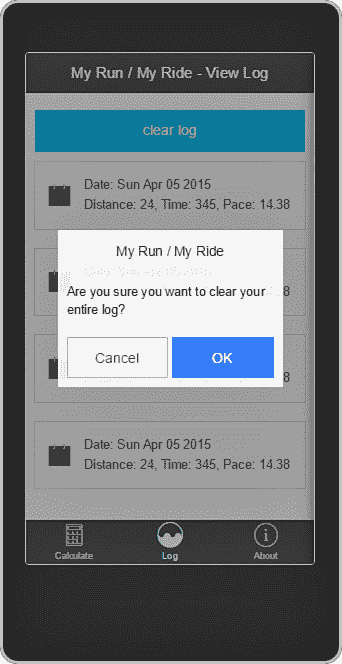 My Run / My Ride - View Log
clear log
Date: Sun Apr 05 2015
Distance: 24, Time: 345, Pace: 14.38
My Run / My Ride
Are you sure you want to clear your
8
entire log?
Cancel
OK
8
Date: Sun Apr 05 2015
Distance: 24, Time: 345, Pace: 14.38
Calculate
Log
About